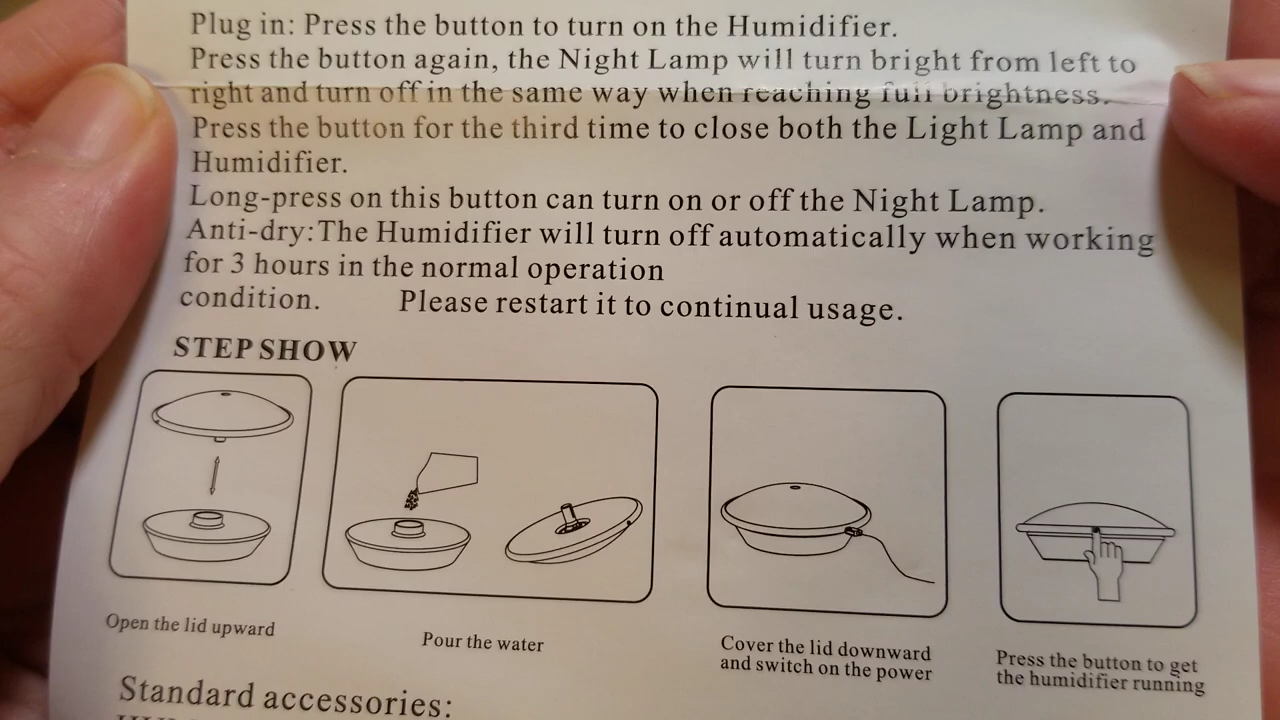 Plug in: Press the button to turn on the Humidifier.
Press the button again, the Night Lamp will turn bright from left to
right and turn off in the same way when reaching full brightness.
Press the button for the third time to close both the Light Lamp and
Humidifier.
Long-press on this button can turn on or off the Night Lamp.
Anti-dry:The Humidifier will turn off automatically when working
for 3 hours in the normal operation
condition. Please restart it to continual usage.
STEP SHOW
Open the lid upward
Pour the water
Cover the lid downward
and switch on the power
Press the button to get
the humidifier running
Standard accessories: